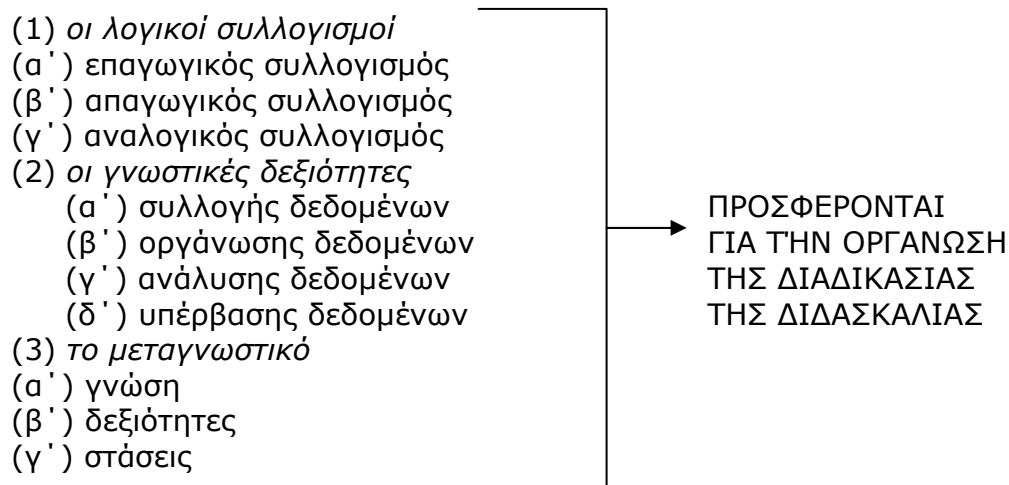 (1) οι λογικοί συλλογισμοί
(α΄) επαγωγικός συλλογισμός
(β΄) απαγωγικός συλλογισμός
(γ΄) αναλογικός συλλογισμός
(2) οι γνωστικές δεξιότητες
(α΄) συλλογής δεδομένων
(β΄) οργάνωσης δεδομένων
(γ΄) ανάλυσης δεδομένων
(δ΄) υπέρβασης δεδομένων
(3) το μεταγνωστικό
(α΄) γνώση
(β΄) δεξιότητες
(γ΄) στάσεις
ΠΡΟΣΦΕΡΟΝΤΑΙ
ΓΙΑ ΤΉΝ ΟΡΓΑΝΩΣΗ
ΤΗΣ ΔΙΑΔΙΚΑΣΙΑΣ
ΤΗΣ ΔΙΔΑΣΚΑΛΙΑΣ